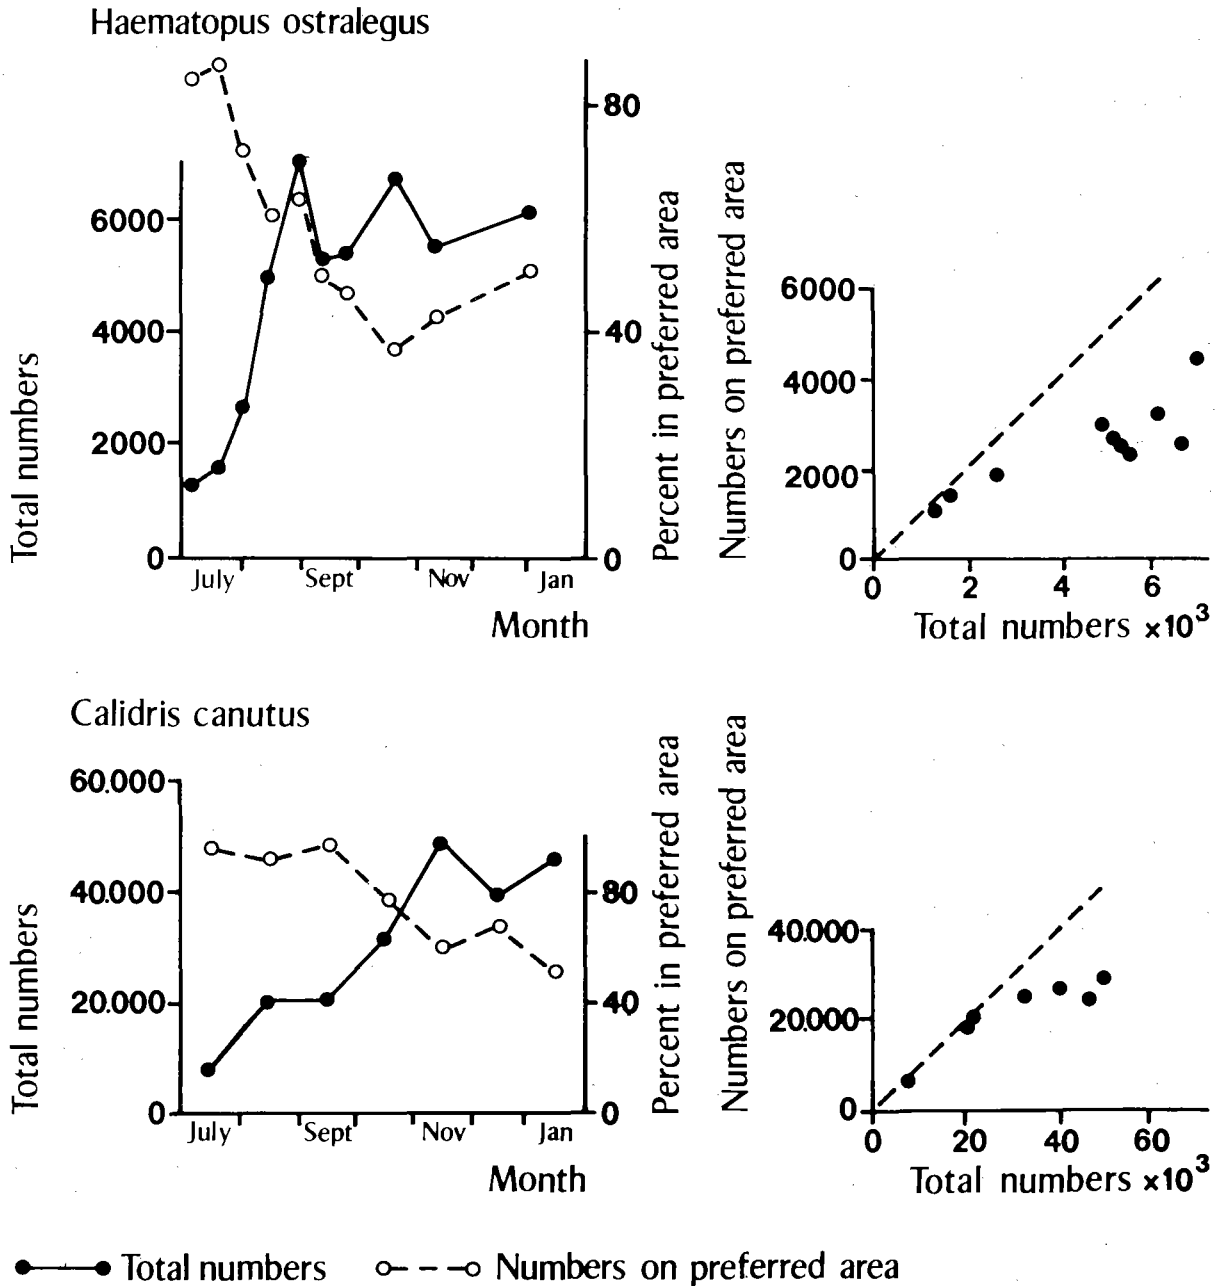 Haematopus ostralegus
Total numbers
6000
4000
2000
0
80
40
0
Percent in preferred area
July
Sept
Nov
Jan
Month
Numbers on preferred area
6000
4000
2000
0
0
2
4
6
Total numbers ×10³
Calidris canutus
Total numbers
60.000
40.000
20.000
0
80
40
0
Percent in preferred area
July
Sept
Nov
Jan
Month
Numbers on preferred area
40.000
20.000
0
0
20
40
60
Total numbers ×10³
Total numbers
Numbers on preferred area